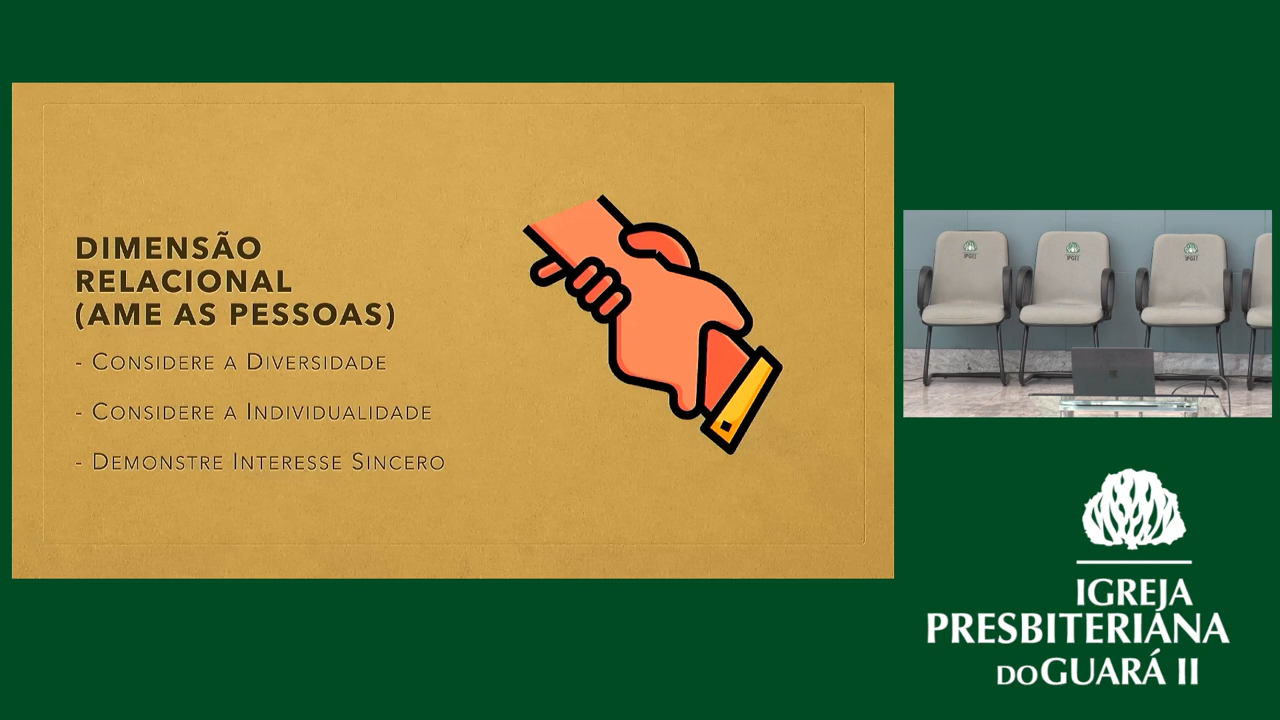 DIMENSÃO
RELACIONAL
(AME AS PESSOAS)
- CONSIDERE A DIVERSIDADE
- CONSIDERE A INDIVIDUALIDADE
- DEMONSTRE INTERESSE SINCERO
IGREJA
PRESBITERIANA
DO GUARÁ II